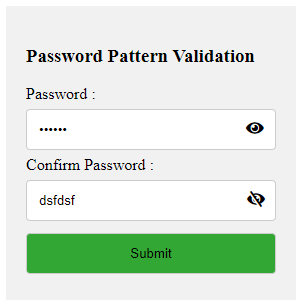 Password Pattern Validation
Password :
••••••
Confirm Password :
dsfdsf
Submit